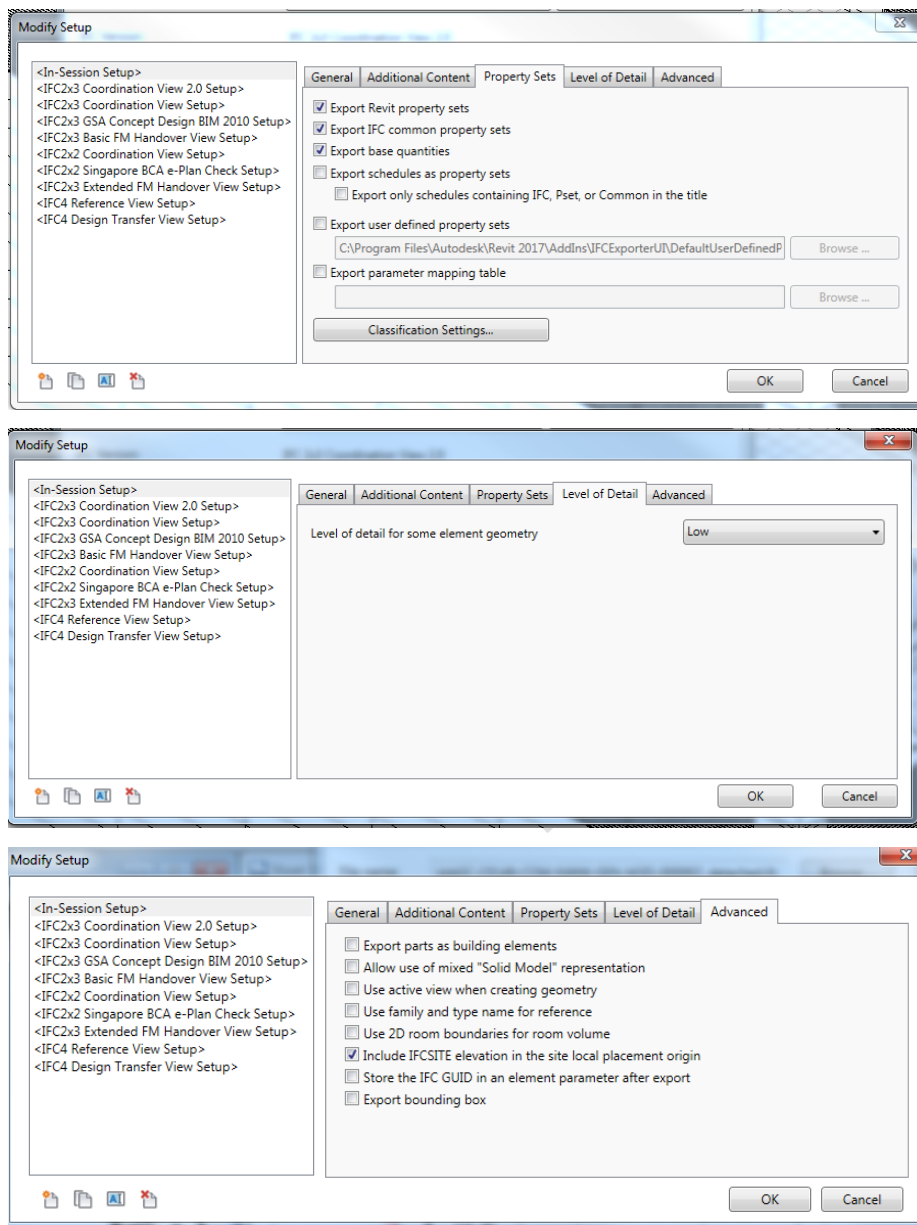 Modify Setup
<In-Session Setup>
<IFC2x3 Coordination View 2.0 Setup>
<IFC2x3 Coordination View Setup>
<IFC2x3 GSA Concept Design BIM 2010 Setup>
<IFC2x3 Basic FM Handover View Setup>
<IFC2x2 Coordination View Setup>
<IFC2x2 Singapore BCA e-Plan Check Setup>
<IFC2x3 Extended FM Handover View Setup>
<IFC4 Reference View Setup>
<IFC4 Design Transfer View Setup>
General Additional Content Property Sets Level of Detail Advanced
Export Revit property sets
Export IFC common property sets
Export base quantities
Export schedules as property sets
Export only schedules containing IFC, Pset, or Common in the title
Export user defined property sets
C:\Program Files\Autodesk\Revit 2017\AddIns\IFCExporterUI\DefaultUserDefinedP Browse ...
Export parameter mapping table
Browse ...
Classification Settings...
OK Cancel
Modify Setup
<In-Session Setup>
<IFC2x3 Coordination View 2.0 Setup>
<IFC2x3 Coordination View Setup>
<IFC2x3 GSA Concept Design BIM 2010 Setup>
<IFC2x3 Basic FM Handover View Setup>
<IFC2x2 Coordination View Setup>
<IFC2x2 Singapore BCA e-Plan Check Setup>
<IFC2x3 Extended FM Handover View Setup>
<IFC4 Reference View Setup>
<IFC4 Design Transfer View Setup>
General Additional Content Property Sets Level of Detail Advanced
Level of detail for some element geometry Low
OK Cancel
Modify Setup
<In-Session Setup>
<IFC2x3 Coordination View 2.0 Setup>
<IFC2x3 Coordination View Setup>
<IFC2x3 GSA Concept Design BIM 2010 Setup>
<IFC2x3 Basic FM Handover View Setup>
<IFC2x2 Coordination View Setup>
<IFC2x2 Singapore BCA e-Plan Check Setup>
<IFC2x3 Extended FM Handover View Setup>
<IFC4 Reference View Setup>
<IFC4 Design Transfer View Setup>
General Additional Content Property Sets Level of Detail Advanced
Export parts as building elements
Allow use of mixed "Solid Model" representation
Use active view when creating geometry
Use family and type name for reference
Use 2D room boundaries for room volume
Include IFCSITE elevation in the site local placement origin
Store the IFC GUID in an element parameter after export
Export bounding box
OK Cancel